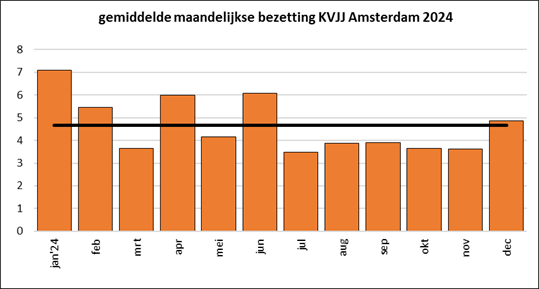 gemiddelde maandelijkse bezetting KVJJ Amsterdam 2024
8
7
6
5
4
3
2
1
0
jan'24
feb
mrt
apr
mei
jun
jul
aug
sep
okt
nov
dec